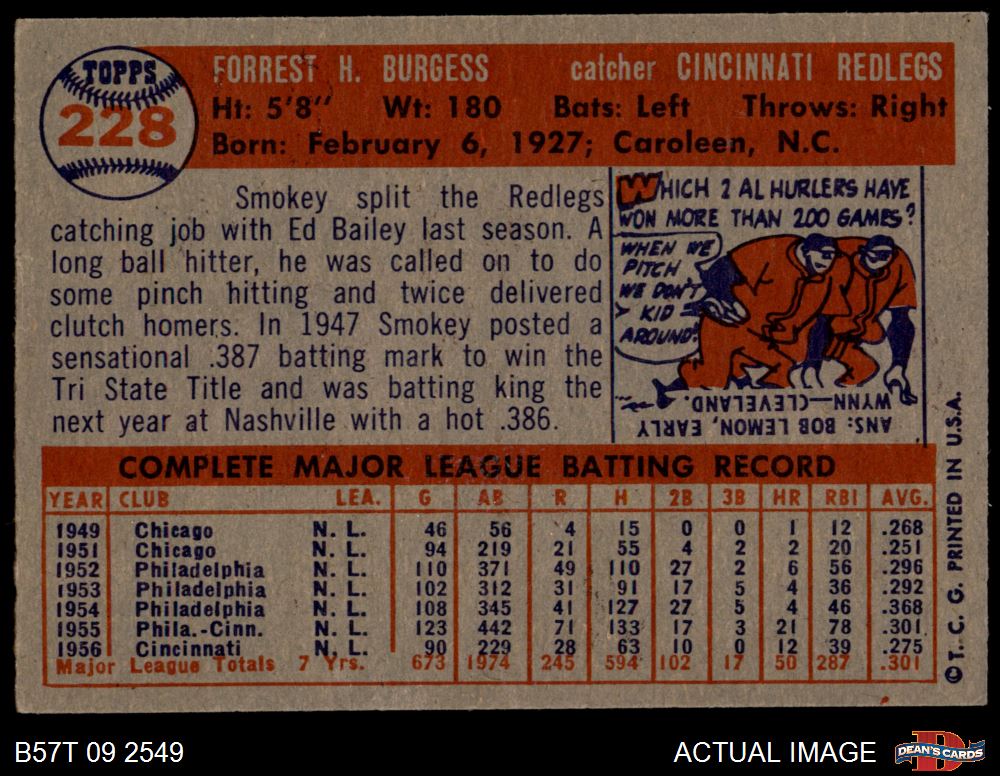 TOPPS
228
FORREST H. BURGESS catcher CINCINNATI REDLEGS
Ht: 5'8" Wt: 180 Bats: Left Throws: Right
Born: February 6, 1927; Caroleen, N.C.
Smokey split the Redlegs
catching job with Ed Bailey last season. A
long ball hitter, he was called on to do
some pinch hitting and twice delivered
clutch homers. In 1947 Smokey posted a
sensational .387 batting mark to win the
Tri State Title and was batting king the
next year at Nashville with a hot .386.
WHICH 2 AL HURLERS HAVE
WON MORE THAN 200 GAMES?
WHEN WE
PITCH
WE DON'T
KID
AROUND!
ANS: BOB LEMON, EARLY
WYNN—CLEVELAND.
COMPLETE MAJOR LEAGUE BATTING RECORD
YEAR CLUB LEA. G AB R H 2B 3B HR RBI AVG.
1949 Chicago N. L. 46 56 4 15 0 0 1 12 .268
1951 Chicago N. L. 94 219 21 55 4 2 2 20 .251
1952 Philadelphia N. L. 110 371 49 110 27 2 6 56 .296
1953 Philadelphia N. L. 102 312 31 91 17 5 4 36 .292
1954 Philadelphia N. L. 108 345 41 127 27 5 4 46 .368
1955 Phila.-Cinn. N. L. 123 442 71 133 17 3 21 78 .301
1956 Cincinnati N. L. 90 229 28 63 10 0 12 39 .275
Major League Totals 7 Yrs. 673 1974 245 594 102 17 50 287 .301
© T. C. G. PRINTED IN U.S.A.
B57T 09 2549
ACTUAL IMAGE
D
DEAN'S CARDS